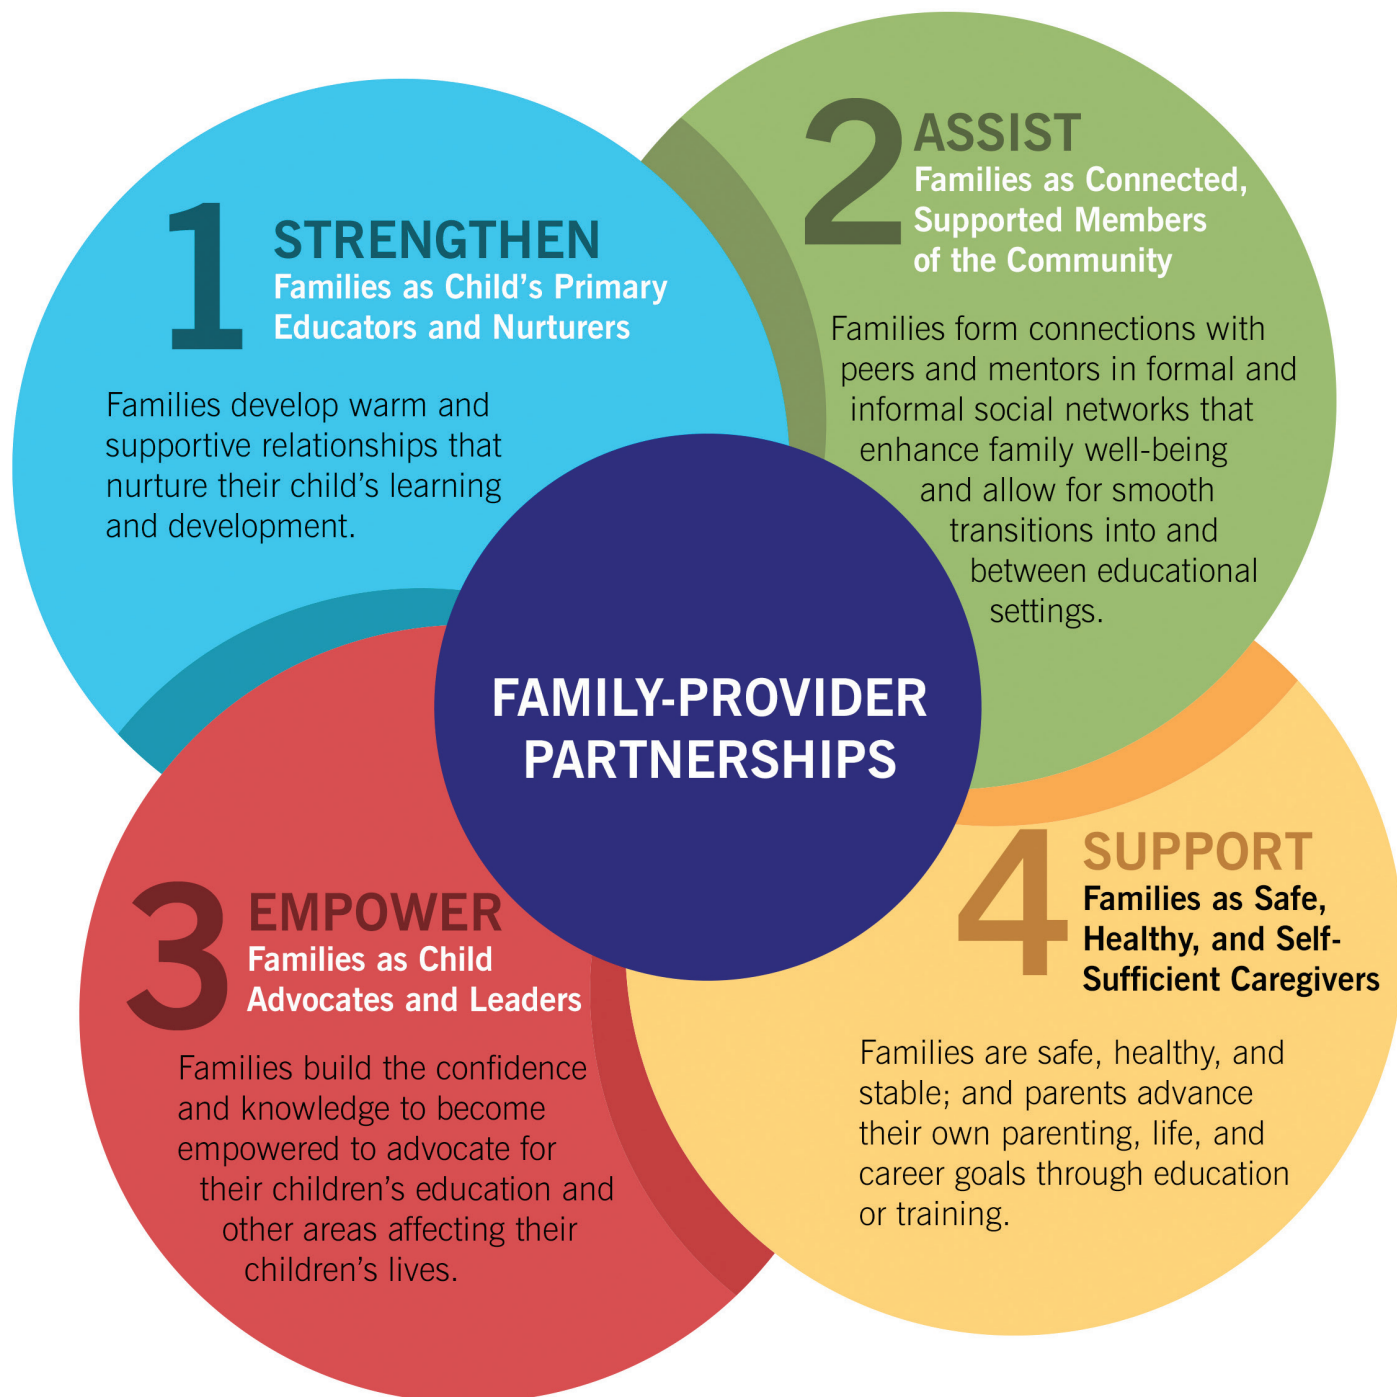 1
STRENGTHEN
Families as Child's Primary
Educators and Nurturers
Families develop warm and
supportive relationships that
nurture their child's learning
and development.
2
ASSIST
Families as Connected,
Supported Members
of the Community
Families form connections with
peers and mentors in formal and
informal social networks that
enhance family well-being
and allow for smooth
transitions into and
between educational
settings.
FAMILY-PROVIDER
PARTNERSHIPS
3
EMPOWER
Families as Child
Advocates and Leaders
Families build the confidence
and knowledge to become
empowered to advocate for
their children's education and
other areas affecting their
children's lives.
4
SUPPORT
Families as Safe,
Healthy, and Self-
Sufficient Caregivers
Families are safe, healthy, and
stable; and parents advance
their own parenting, life, and
career goals through education
or training.